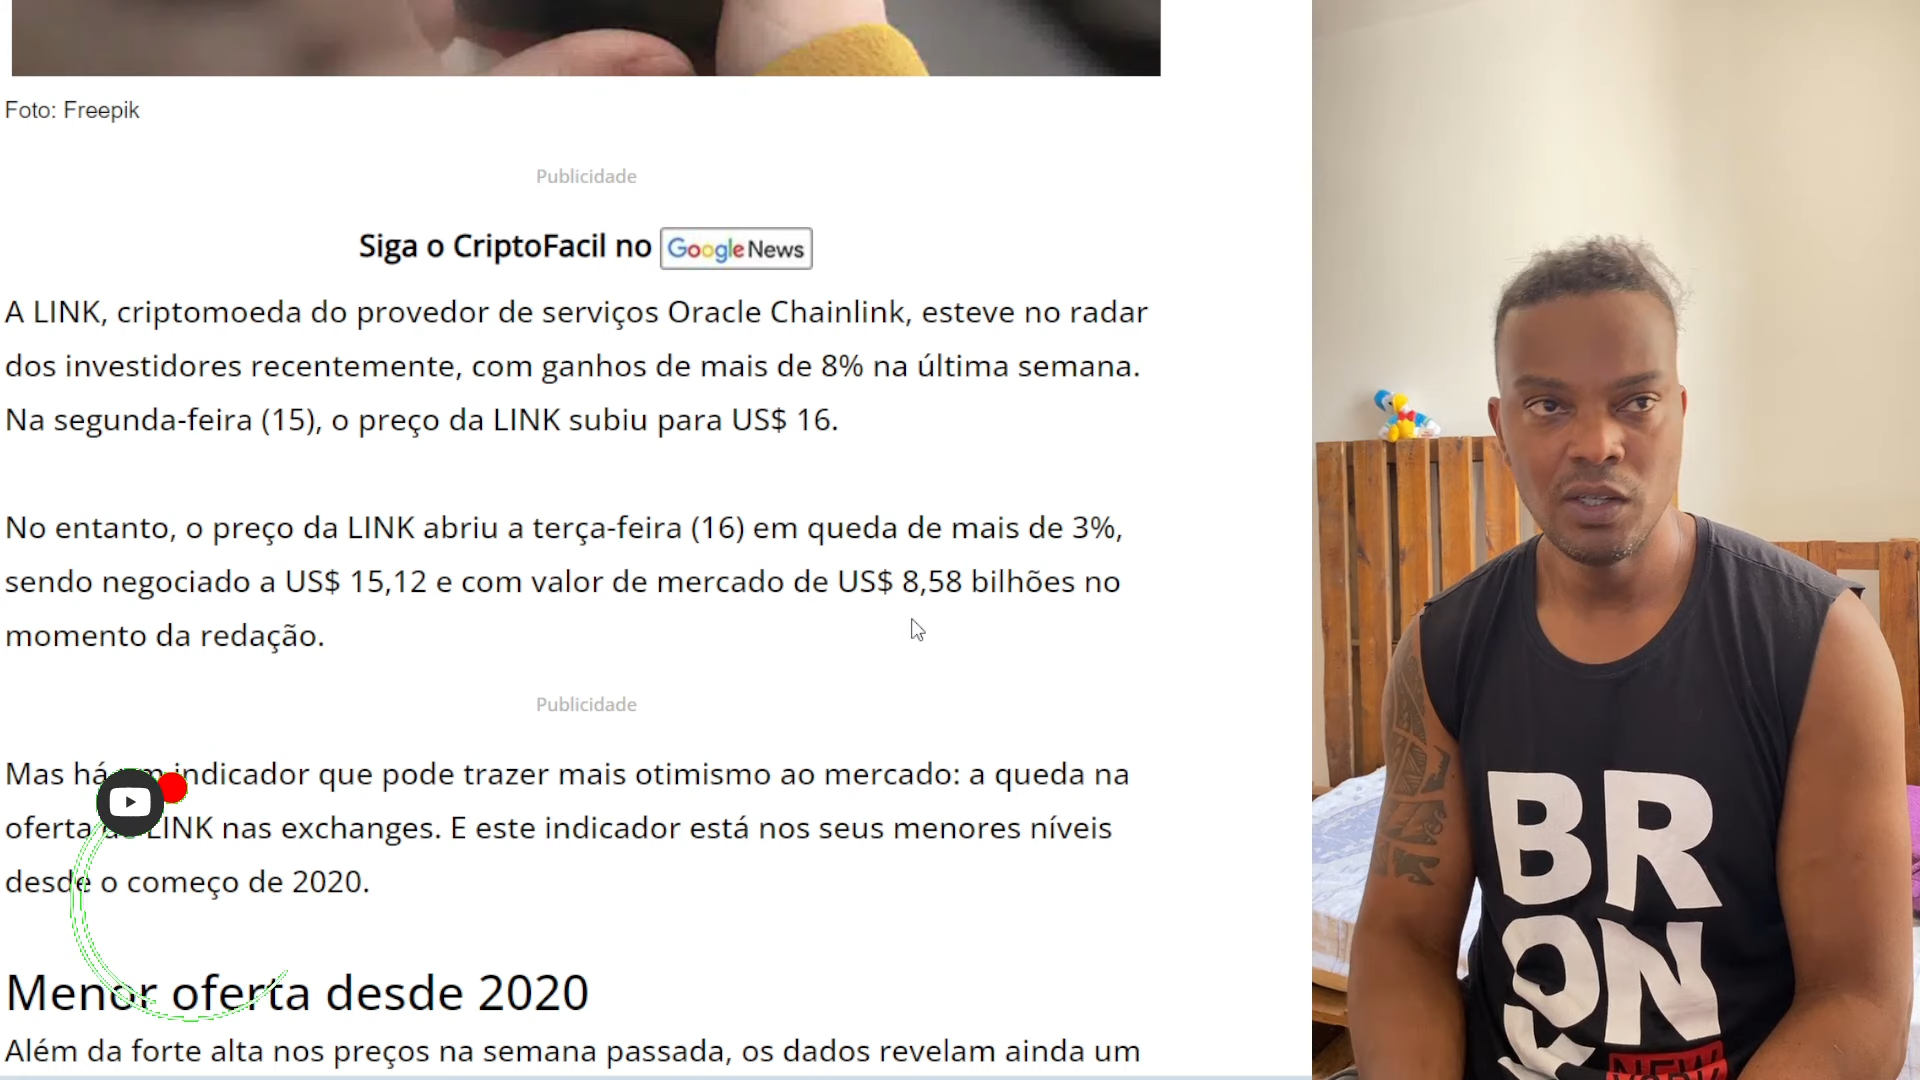 Foto: Freepik
Publicidade
Siga o CriptoFacil no Google News
A LINK, criptomoeda do provedor de serviços Oracle Chainlink, esteve no radar
dos investidores recentemente, com ganhos de mais de 8% na última semana.
Na segunda-feira (15), o preço da LINK subiu para US$ 16.
No entanto, o preço da LINK abriu a terça-feira (16) em queda de mais de 3%,
sendo negociado a US$ 15,12 e com valor de mercado de US$ 8,58 bilhões no
momento da redação.
Publicidade
Mas há indicador que pode trazer mais otimismo ao mercado: a queda na
oferta LINK nas exchanges. E este indicador está nos seus menores níveis
desde o começo de 2020.
Menor oferta desde 2020
Além da forte alta nos preços na semana passada, os dados revelam ainda um
BR
ON
NEW